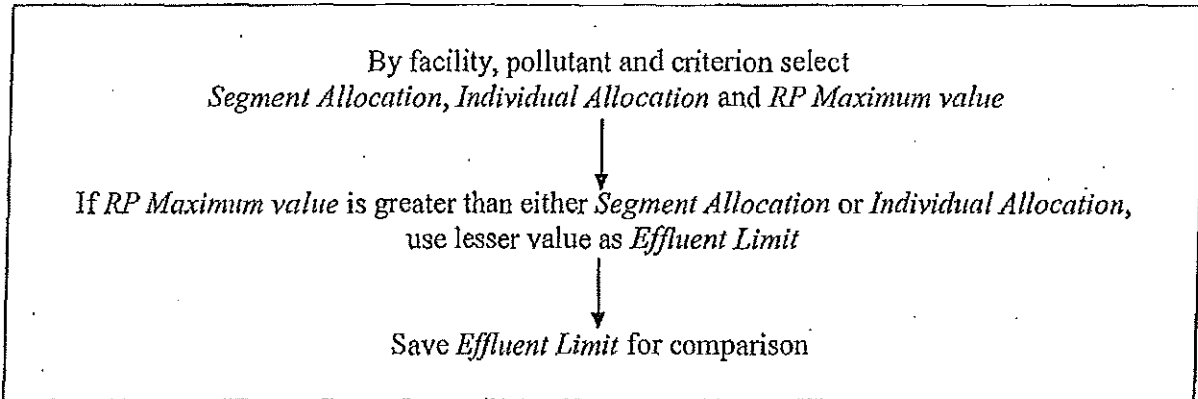 By facility, pollutant and criterion select
Segment Allocation, Individual Allocation and RP Maximum value
If RP Maximum value is greater than either Segment Allocation or Individual Allocation,
use lesser value as Effluent Limit
Save Effluent Limit for comparison